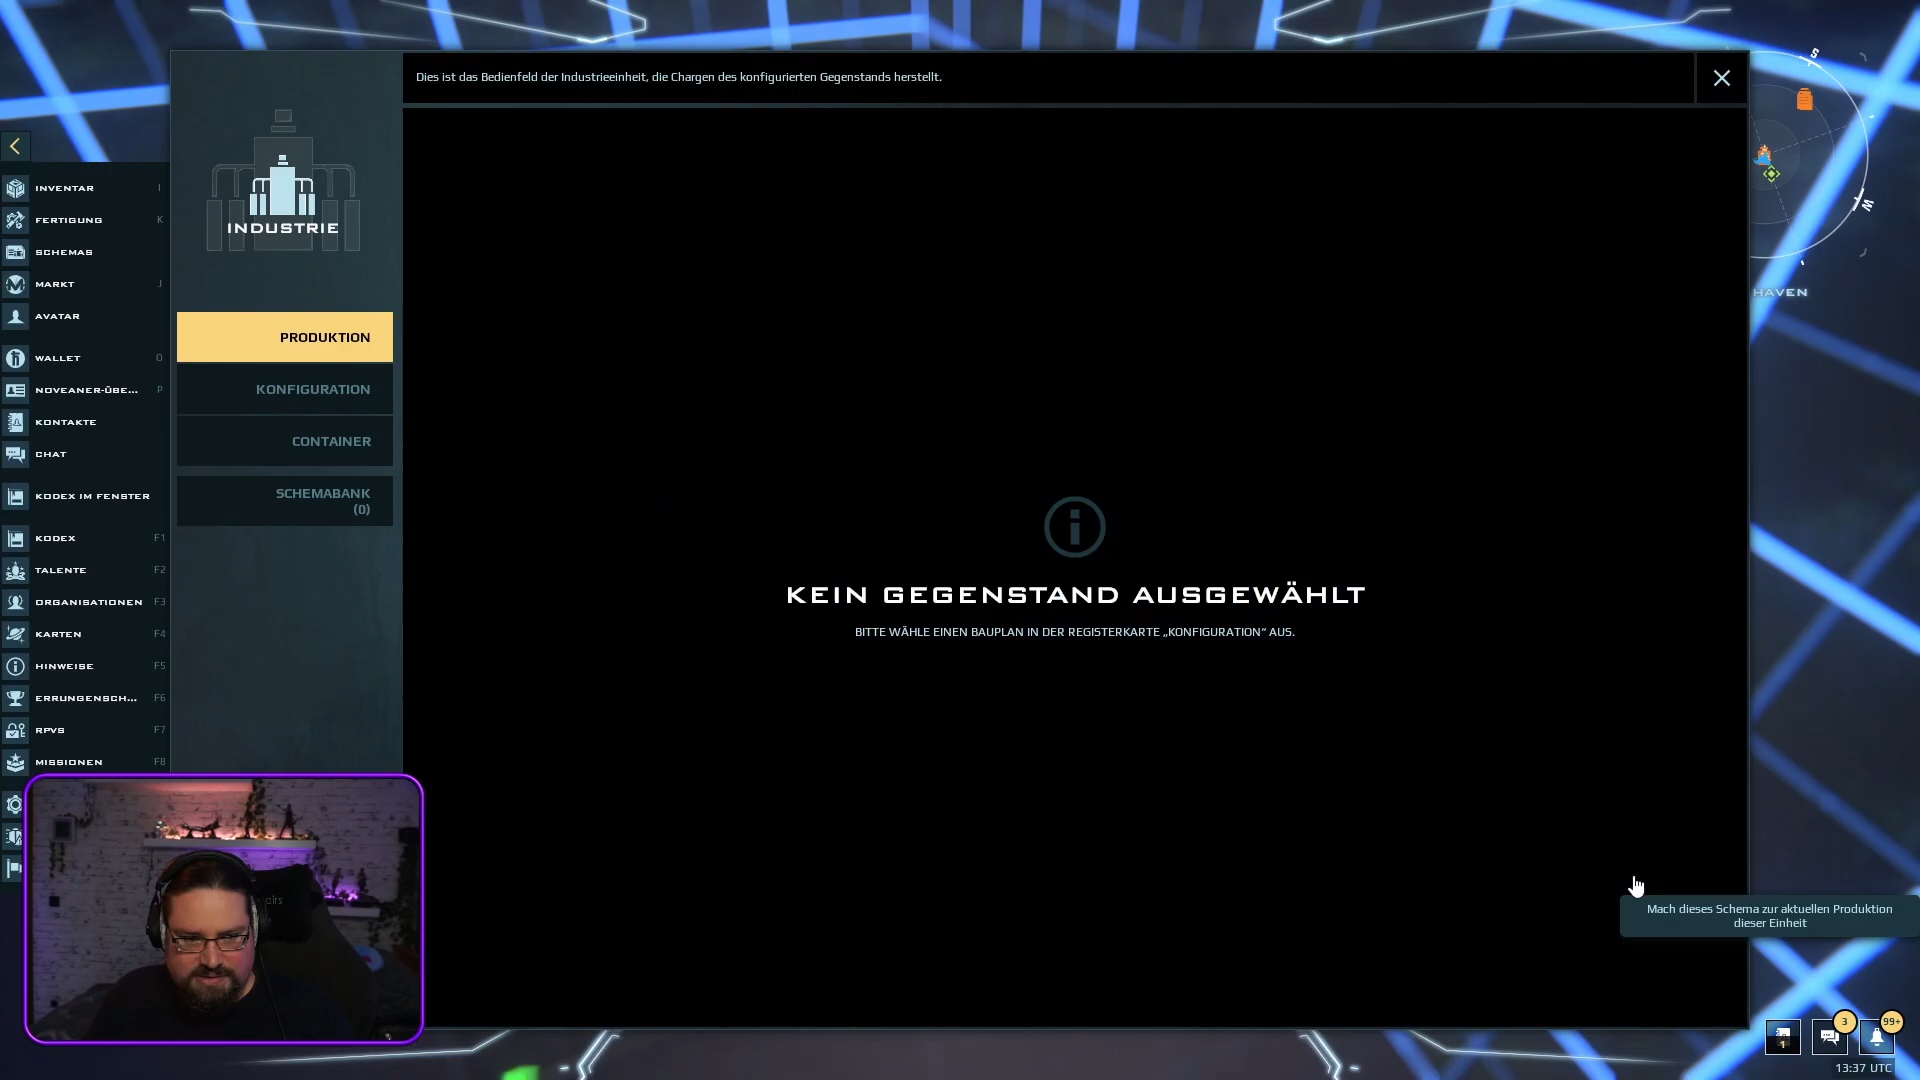 Dies ist das Bedienfeld der Industrieeinheit, die Chargen des konfigurierten Gegenstands herstellt.
S
W
HAVEN
INVENTAR I
FERTIGUNG K
SCHEMAS
MARKT J
AVATAR
WALLET O
NOVEANER-ÜBE... P
KONTAKTE
CHAT
KODEX IM FENSTER
KODEX F1
TALENTE F2
ORGANISATIONEN F3
KARTEN F4
HINWEISE F5
ERRUNGENSCH... F6
RPVS F7
MISSIONEN F8
INDUSTRIE
PRODUKTION
KONFIGURATION
CONTAINER
SCHEMABANK
(0)
KEIN GEGENSTAND AUSGEWÄHLT
BITTE WÄHLE EINEN BAUPLAN IN DER REGISTERKARTE „KONFIGURATION“ AUS.
Mach dieses Schema zur aktuellen Produktion
dieser Einheit
1
3
99+
13:37 UTC